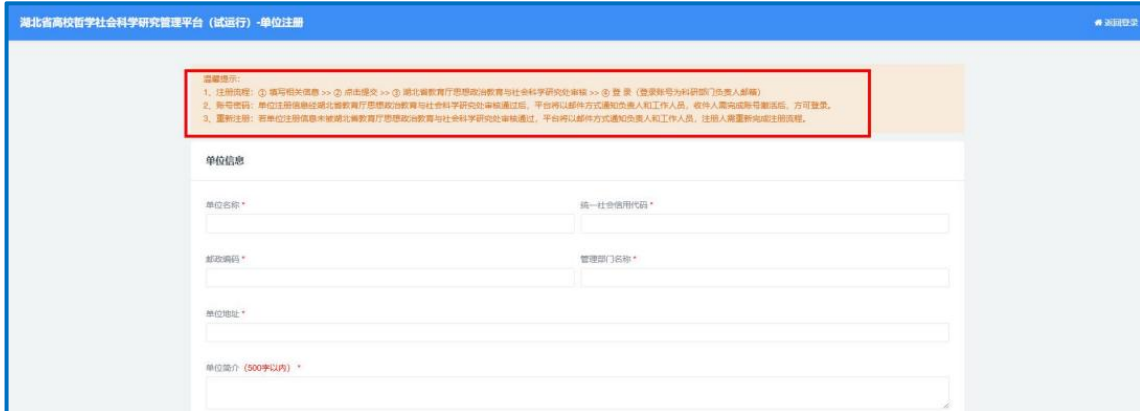 湖北省高校哲学社会科学研究管理平台（试运行）-单位注册
返回登录
温馨提示：
1、注册流程：① 填写相关信息 >> ② 点击提交 >> ③ 湖北省教育厅思想政治教育与社会科学研究处审核 >> ④ 登 录（登录账号为科研部门负责人邮箱）
2、账号密码：单位注册信息经湖北省教育厅思想政治教育与社会科学研究处审核通过后，平台将以邮件方式通知负责人和工作人员，收件人需完成账号激活后，方可登录。
3、重新注册：若单位注册信息未被湖北省教育厅思想政治教育与社会科学研究处审核通过，平台将以邮件方式通知负责人和工作人员，注册人需重新完成注册流程。
单位信息
单位名称 *
统一社会信用代码 *
邮政编码 *
管理部门名称 *
单位地址 *
单位简介（500字以内） *